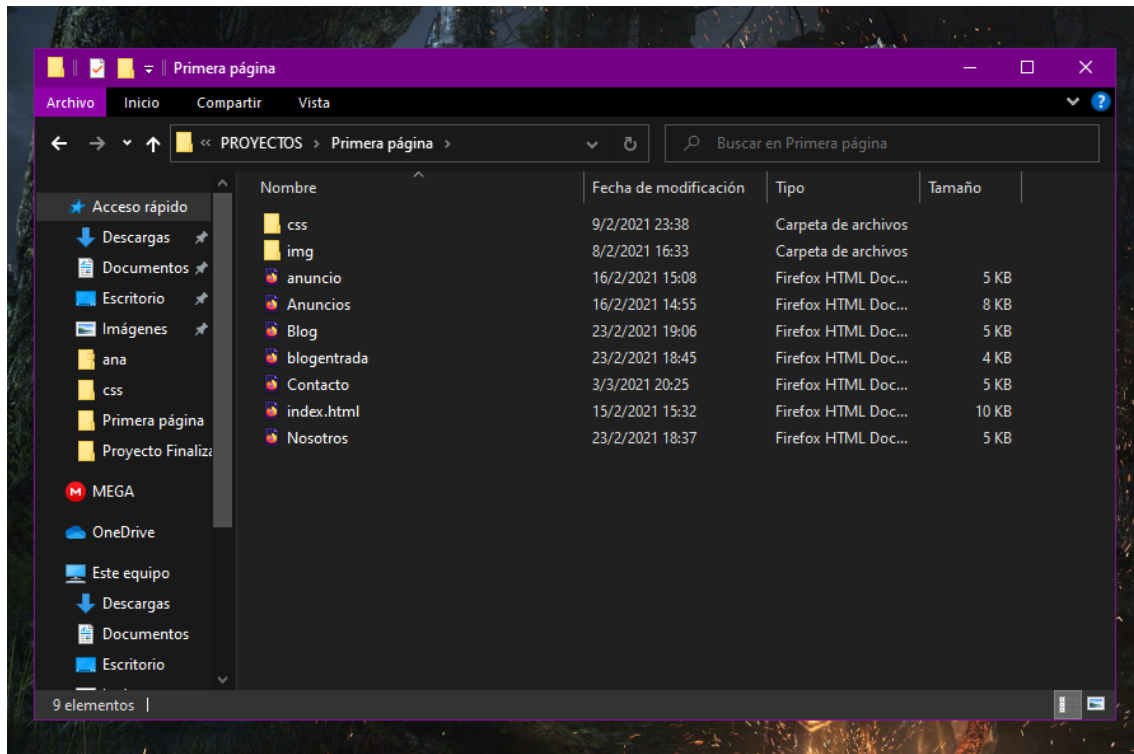 Primera página
Archivo Inicio Compartir Vista
« PROYECTOS › Primera página › Buscar en Primera página
Nombre Fecha de modificación Tipo Tamaño
Acceso rápido
Descargas
Documentos
Escritorio
Imágenes
ana
css
Primera página
Proyecto Finaliza
MEGA
OneDrive
Este equipo
Descargas
Documentos
Escritorio
css 9/2/2021 23:38 Carpeta de archivos
img 8/2/2021 16:33 Carpeta de archivos
anuncio 16/2/2021 15:08 Firefox HTML Doc... 5 KB
Anuncios 16/2/2021 14:55 Firefox HTML Doc... 8 KB
Blog 23/2/2021 19:06 Firefox HTML Doc... 5 KB
blogentrada 23/2/2021 18:45 Firefox HTML Doc... 4 KB
Contacto 3/3/2021 20:25 Firefox HTML Doc... 5 KB
index.html 15/2/2021 15:32 Firefox HTML Doc... 10 KB
Nosotros 23/2/2021 18:37 Firefox HTML Doc... 5 KB
9 elementos